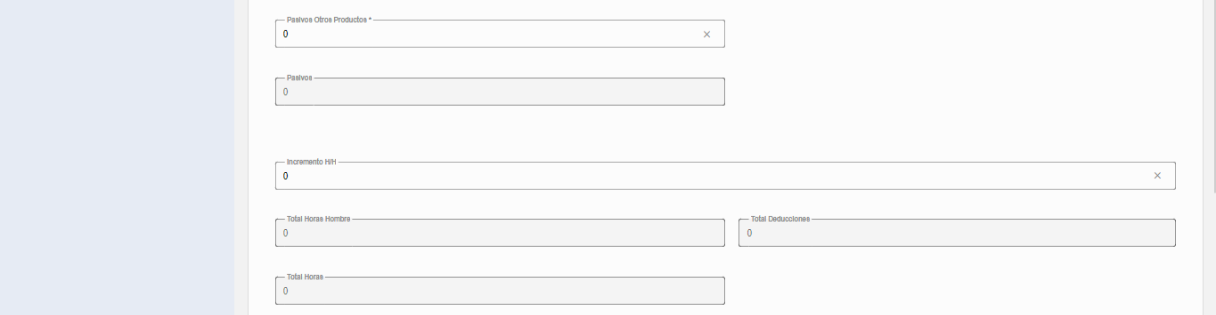 Pasivos Otros Productos *
0
Pasivos
0
Incremento H/H
0
Total Horas Hombre
0
Total Deducciones
0
Total Horas
0